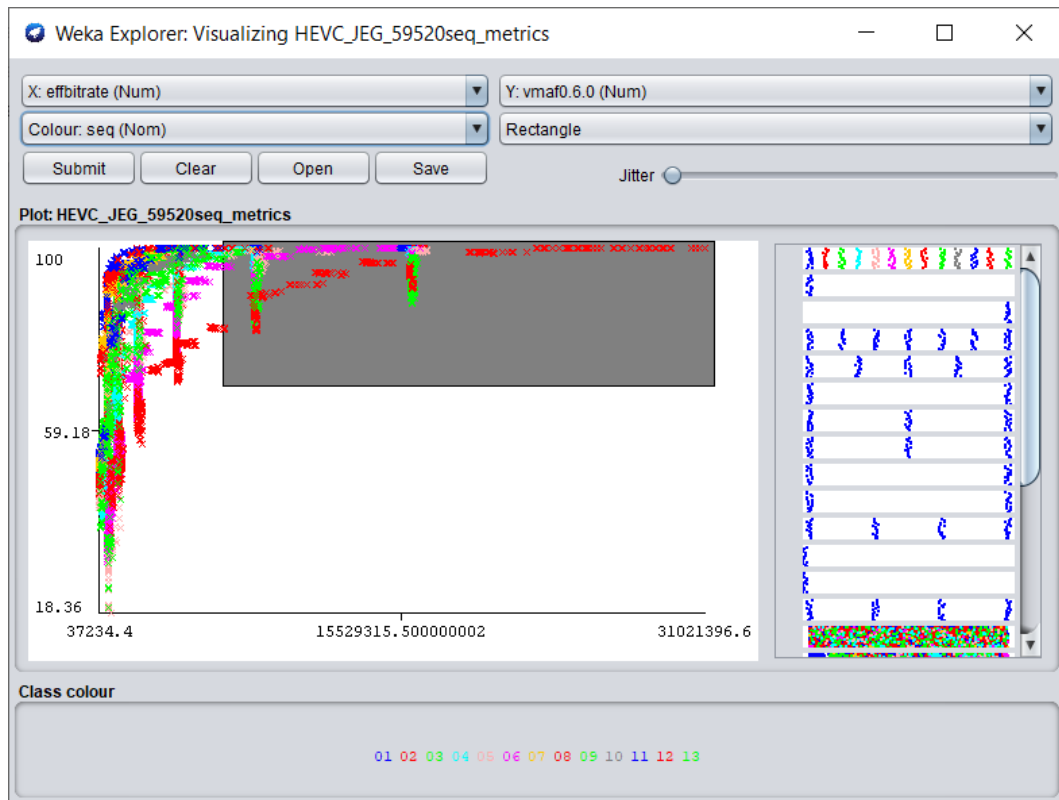 Weka Explorer: Visualizing HEVC_JEG_59520seq_metrics
X: effbitrate (Num)
Y: vmaf0.6.0 (Num)
Colour: seq (Nom)
Rectangle
Submit
Clear
Open
Save
Jitter
Plot: HEVC_JEG_59520seq_metrics
100
59.18
18.36
37234.4
15529315.500000002
31021396.6
Class colour
01 02 03 04 05 06 07 08 09 10 11 12 13